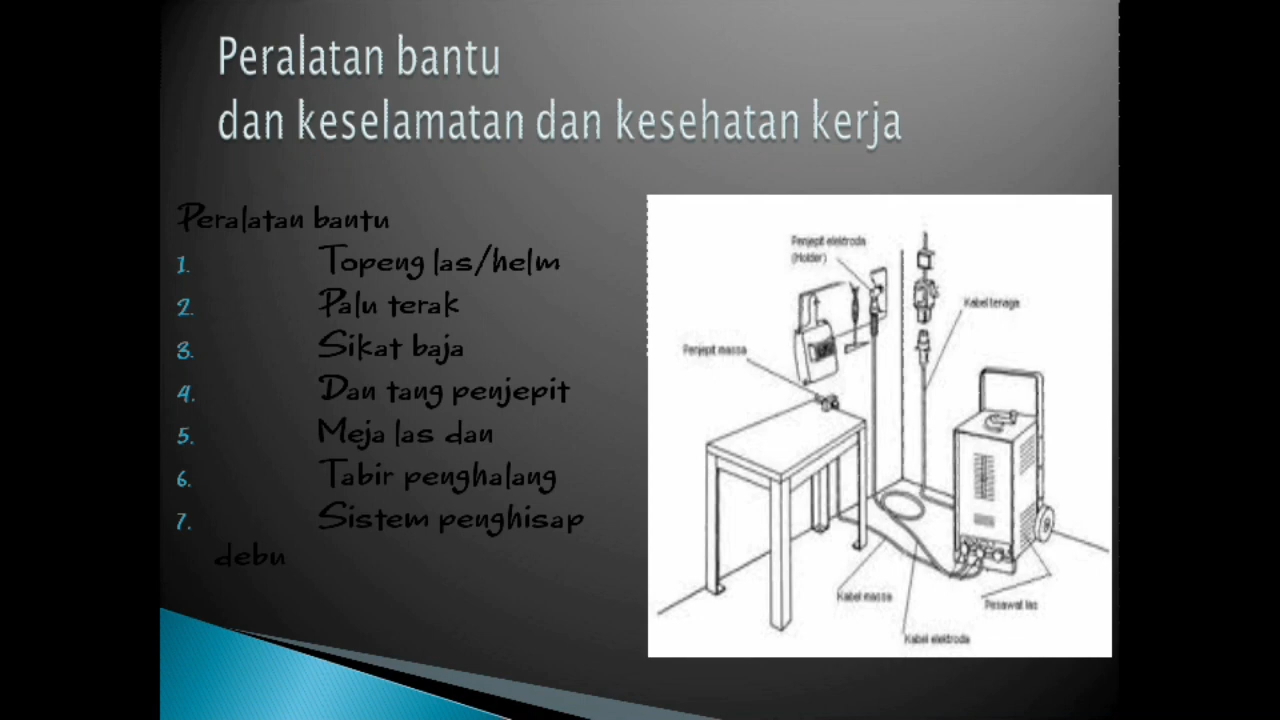 Peralatan bantu
dan keselamatan dan kesehatan kerja
Peralatan bantu
1. Topeng las/helm
2. Palu terak
3. Sikat baja
4. Dan tang penjepit
5. Meja las dan
6. Tabir penghalang
7. Sistem penghisap
debu
Penjepit elektroda
(Holder)
Kabel tenaga
Penjepit massa
Kabel massa
Pesawat las
Kabel elektroda